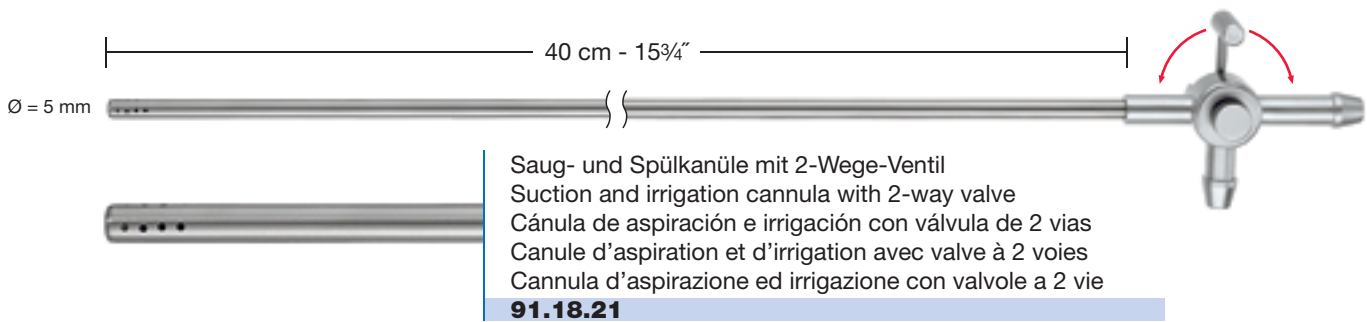 40 cm - 15¾″
Ø = 5 mm
Saug- und Spülkanüle mit 2-Wege-Ventil
Suction and irrigation cannula with 2-way valve
Cánula de aspiración e irrigación con válvula de 2 vias
Canule d’aspiration et d’irrigation avec valve à 2 voies
Cannula d’aspirazione ed irrigazione con valvole a 2 vie
91.18.21